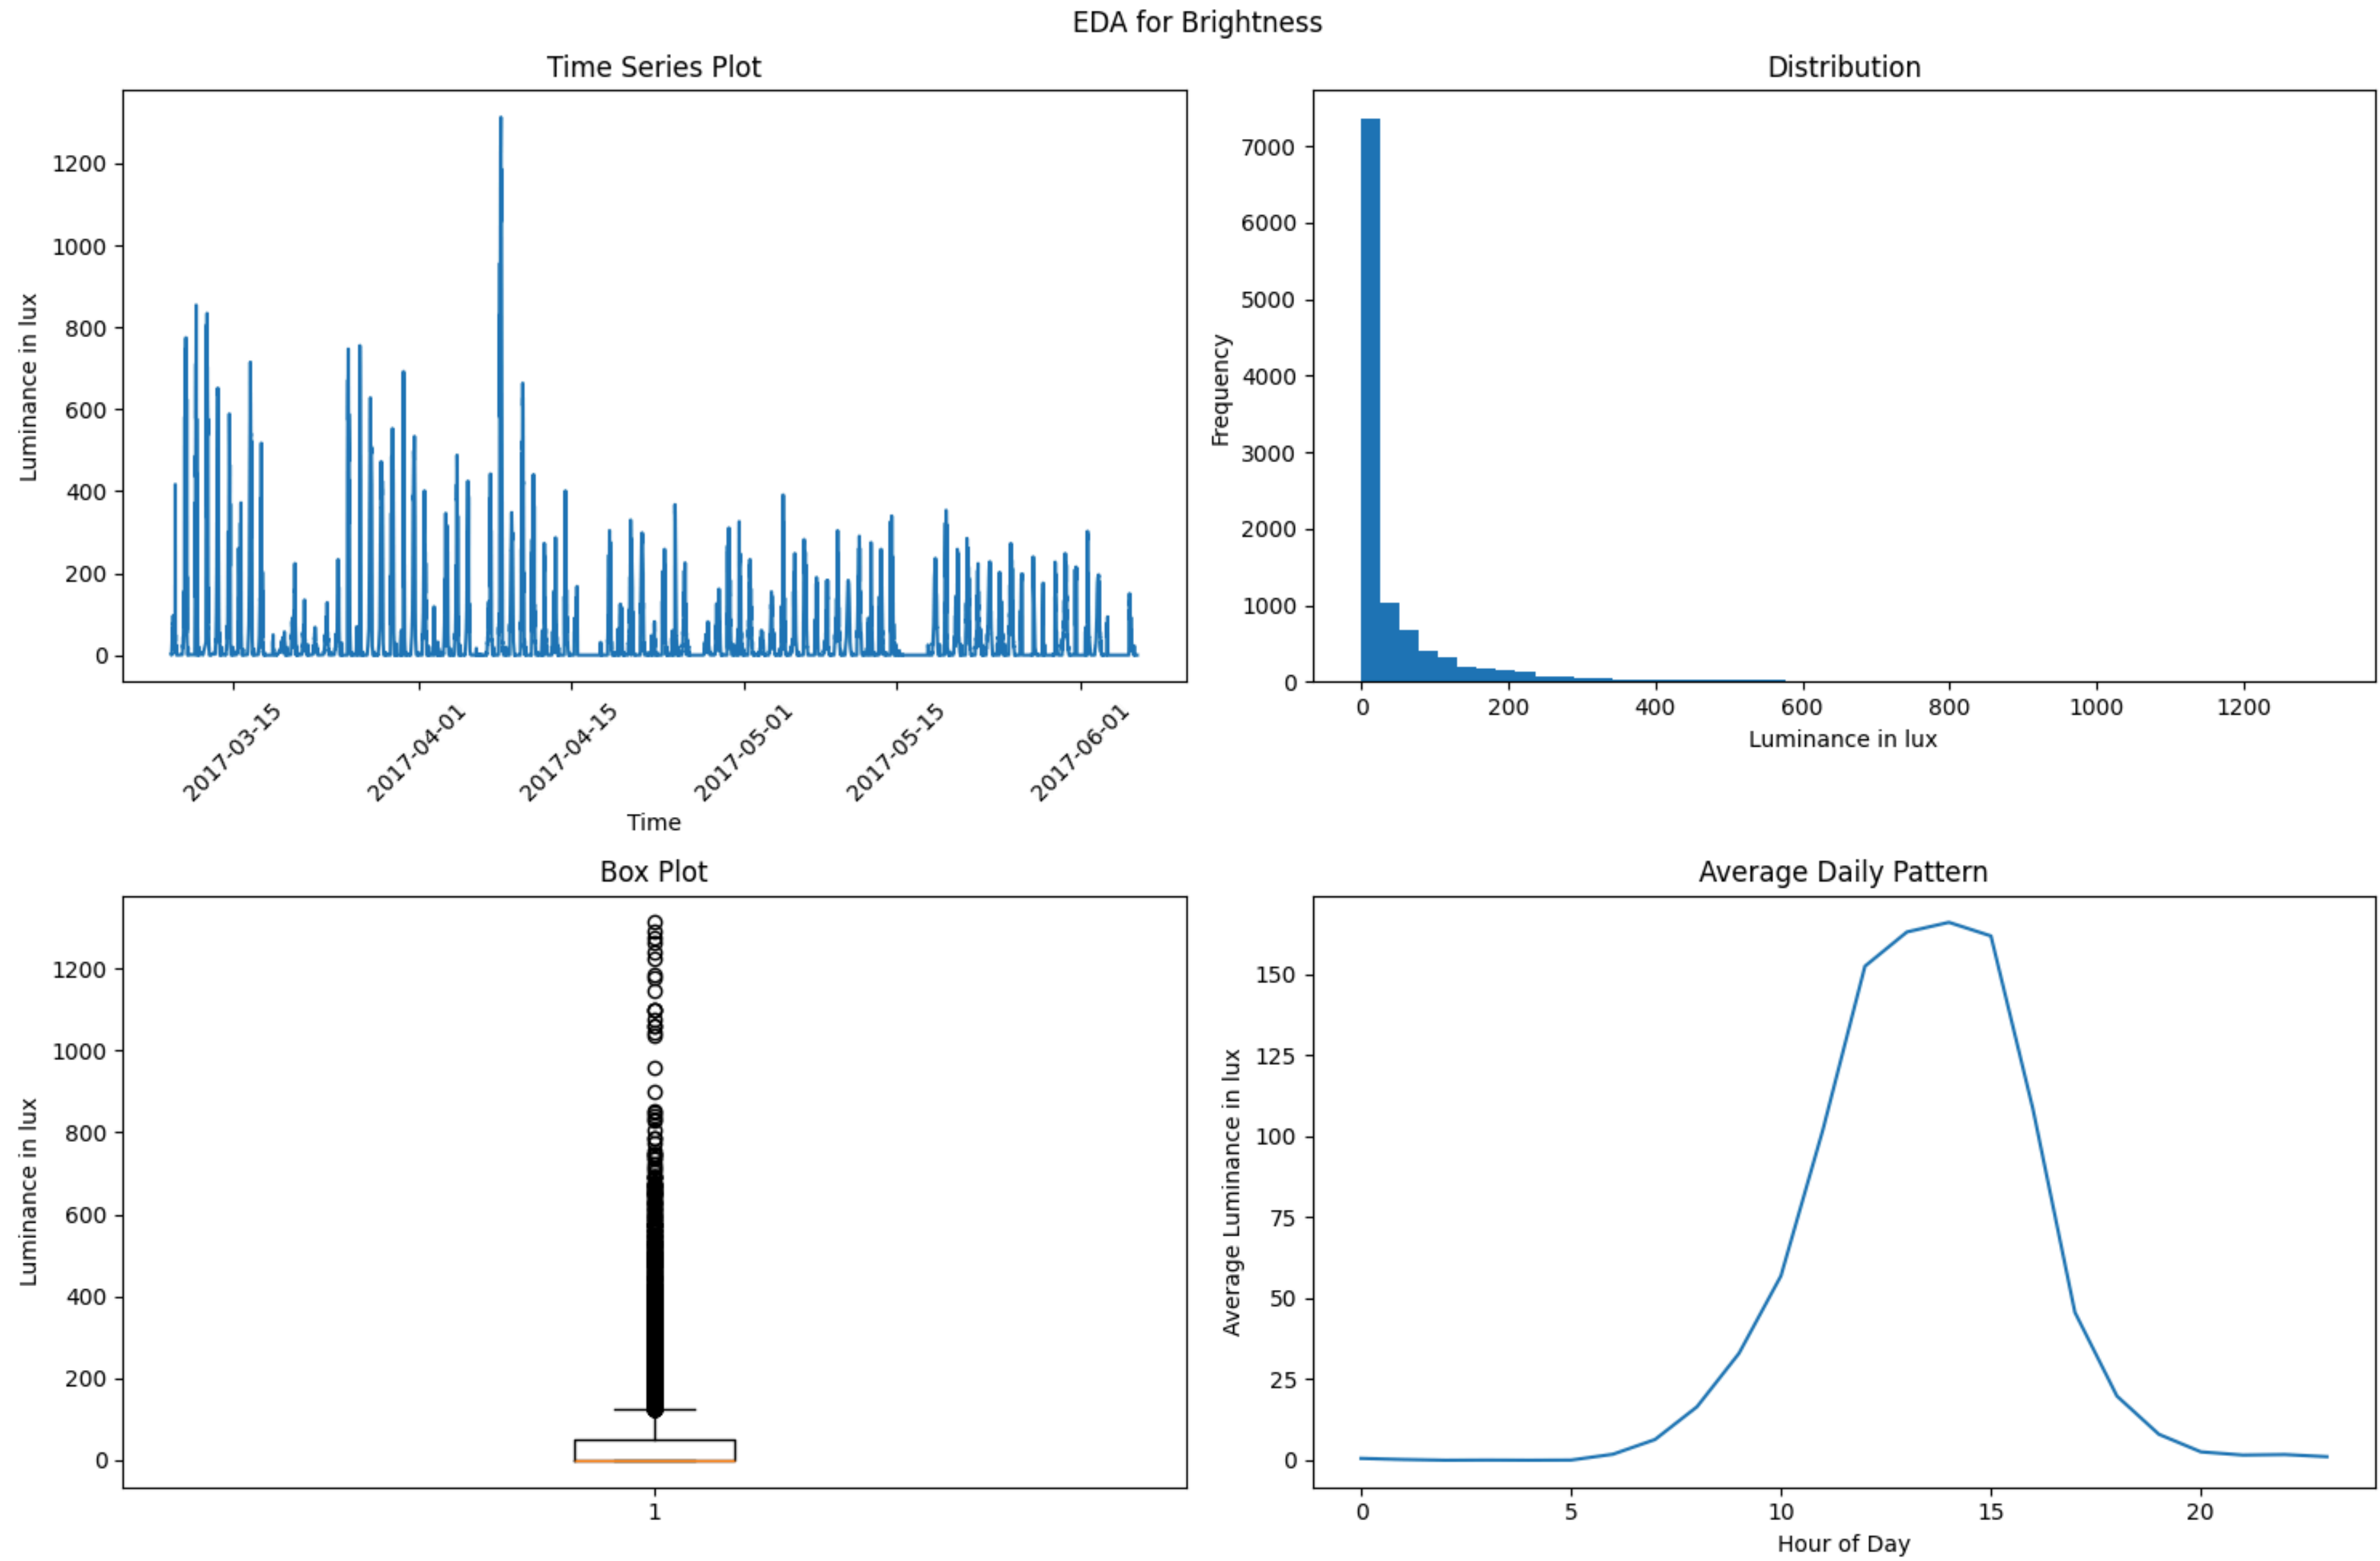 EDA for Brightness
Time Series Plot
Luminance in lux
1200
1000
800
600
400
200
0
2017-03-15
2017-04-01
2017-04-15
2017-05-01
2017-05-15
2017-06-01
Time
Distribution
Frequency
7000
6000
5000
4000
3000
2000
1000
0
0 200 400 600 800 1000 1200
Luminance in lux
Box Plot
Luminance in lux
1200
1000
800
600
400
200
0
1
Average Daily Pattern
Average Luminance in lux
150
125
100
75
50
25
0
0 5 10 15 20
Hour of Day